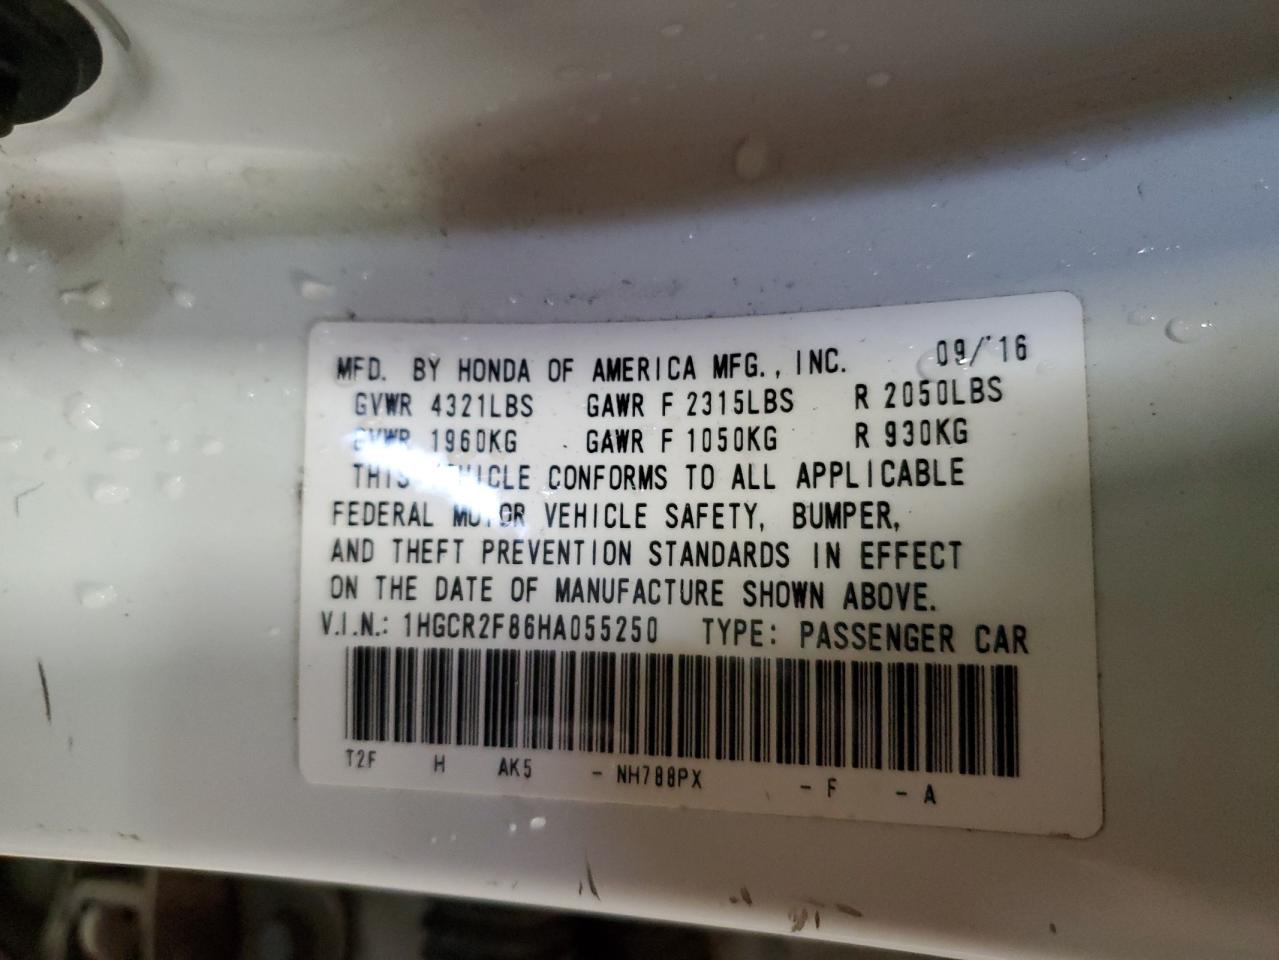 MFD. BY HONDA OF AMERICA MFG., INC. 09/'16
GVWR 4321LBS GAWR F 2315LBS R 2050LBS
GVWR 1960KG GAWR F 1050KG R 930KG
THIS VEHICLE CONFORMS TO ALL APPLICABLE
FEDERAL MOTOR VEHICLE SAFETY, BUMPER,
AND THEFT PREVENTION STANDARDS IN EFFECT
ON THE DATE OF MANUFACTURE SHOWN ABOVE.
V.I.N.: 1HGCR2F86HA055250 TYPE: PASSENGER CAR
T2F H AK5 - NH788PX - F - A